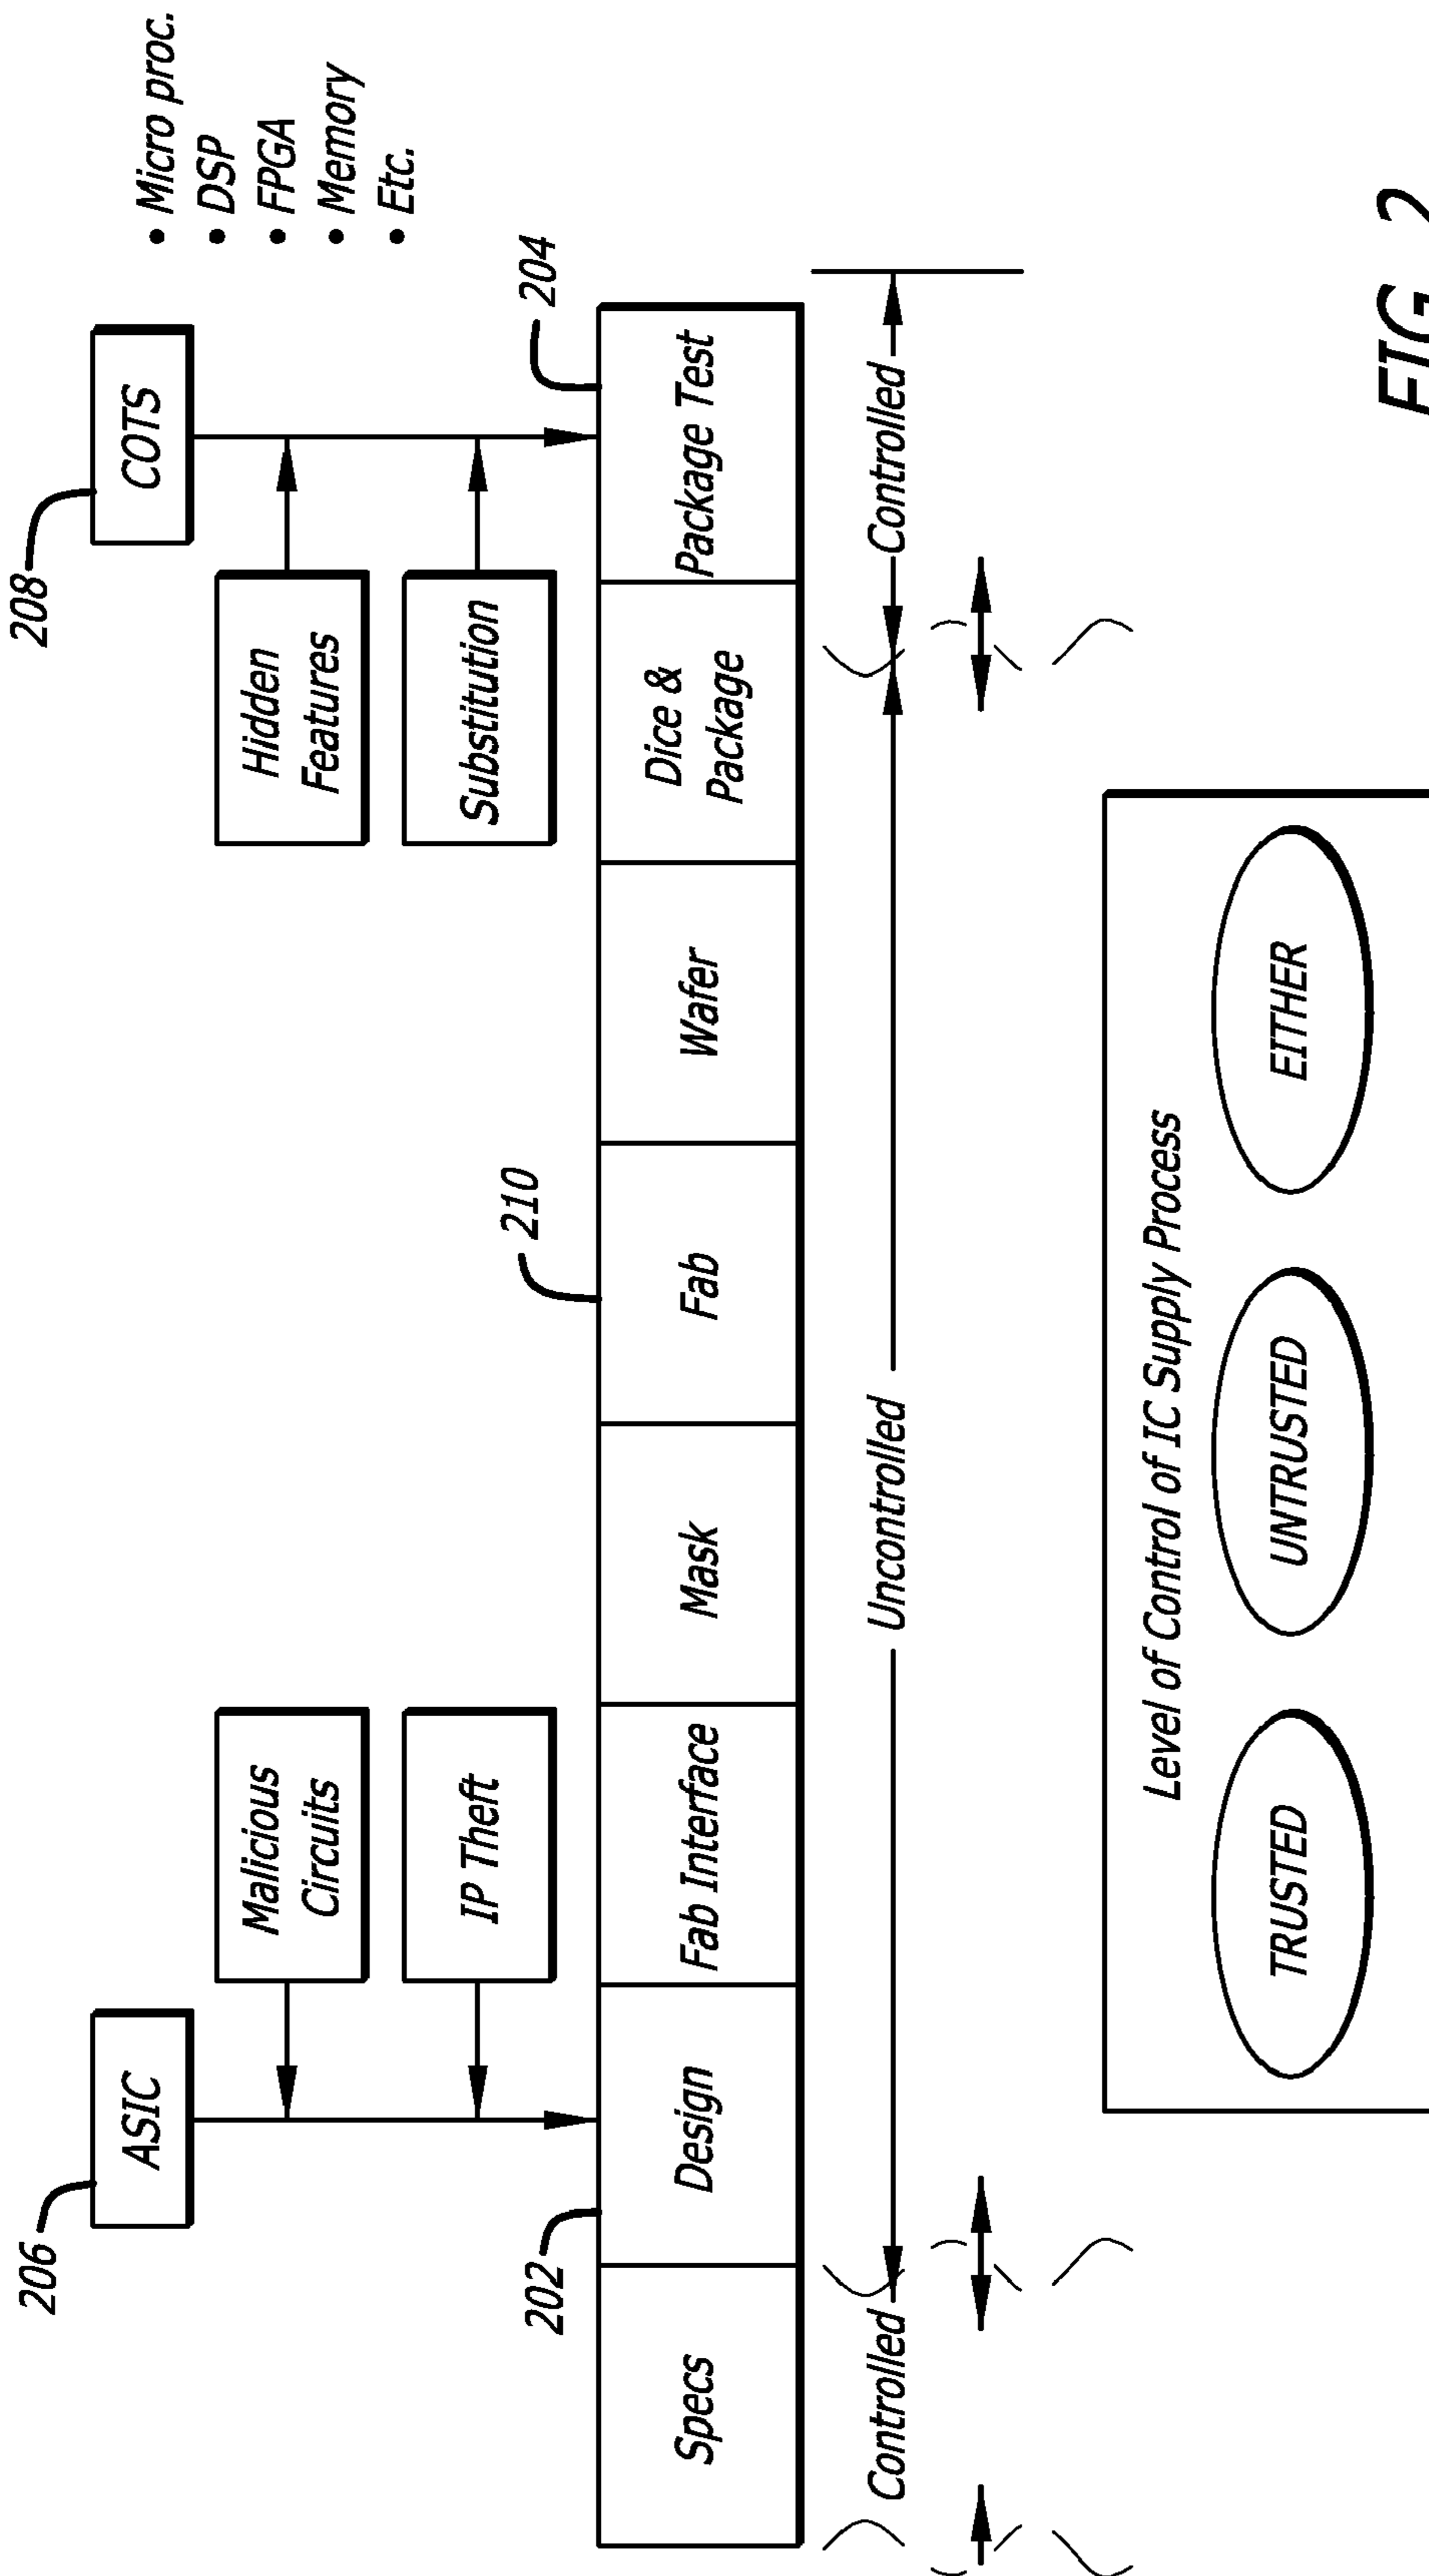 206
ASIC
208
COTS
• Micro proc.
• DSP
• FPGA
• Memory
• Etc.
Malicious
Circuits
Hidden
Features
IP Theft
Substitution
202
210
204
Specs
Design
Fab Interface
Mask
Fab
Wafer
Dice &
Package
Package Test
Controlled
Uncontrolled
Controlled
Level of Control of IC Supply Process
TRUSTED
UNTRUSTED
EITHER
FIG. 2